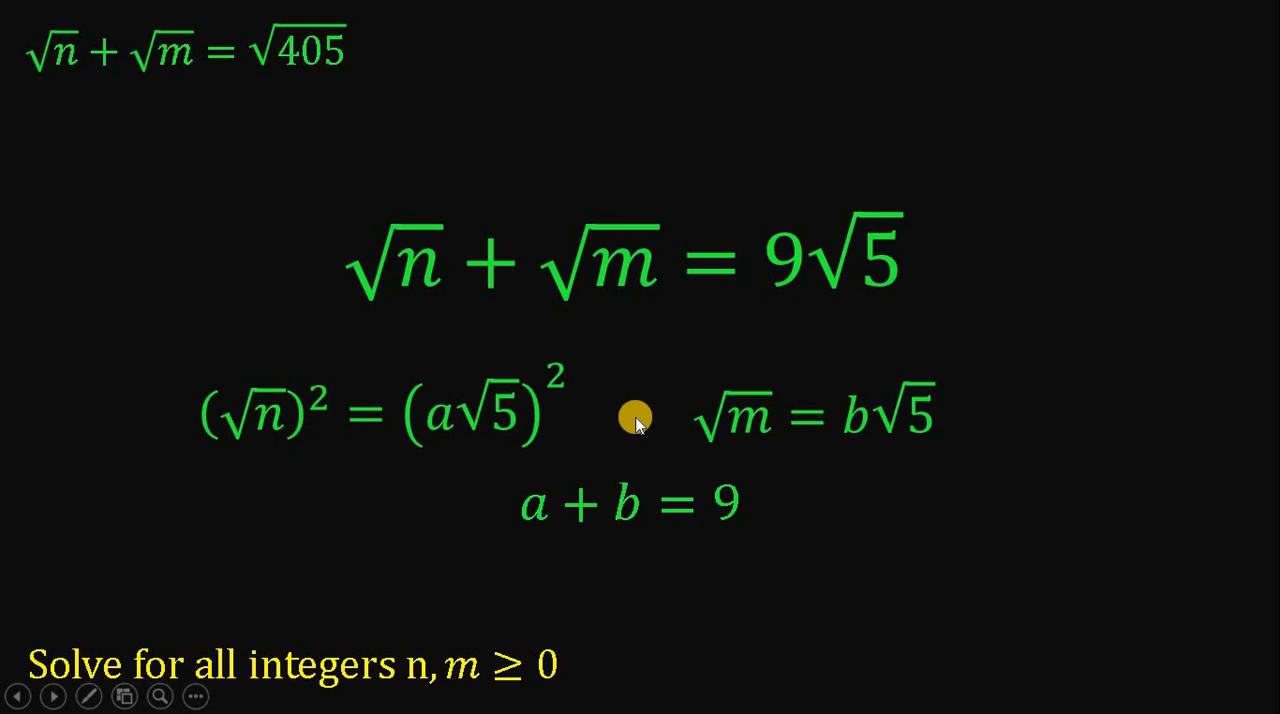 √n + √m = √405
√n + √m = 9√5
(√n)² = (a√5)² √m = b√5
a + b = 9
Solve for all integers n, m ≥ 0